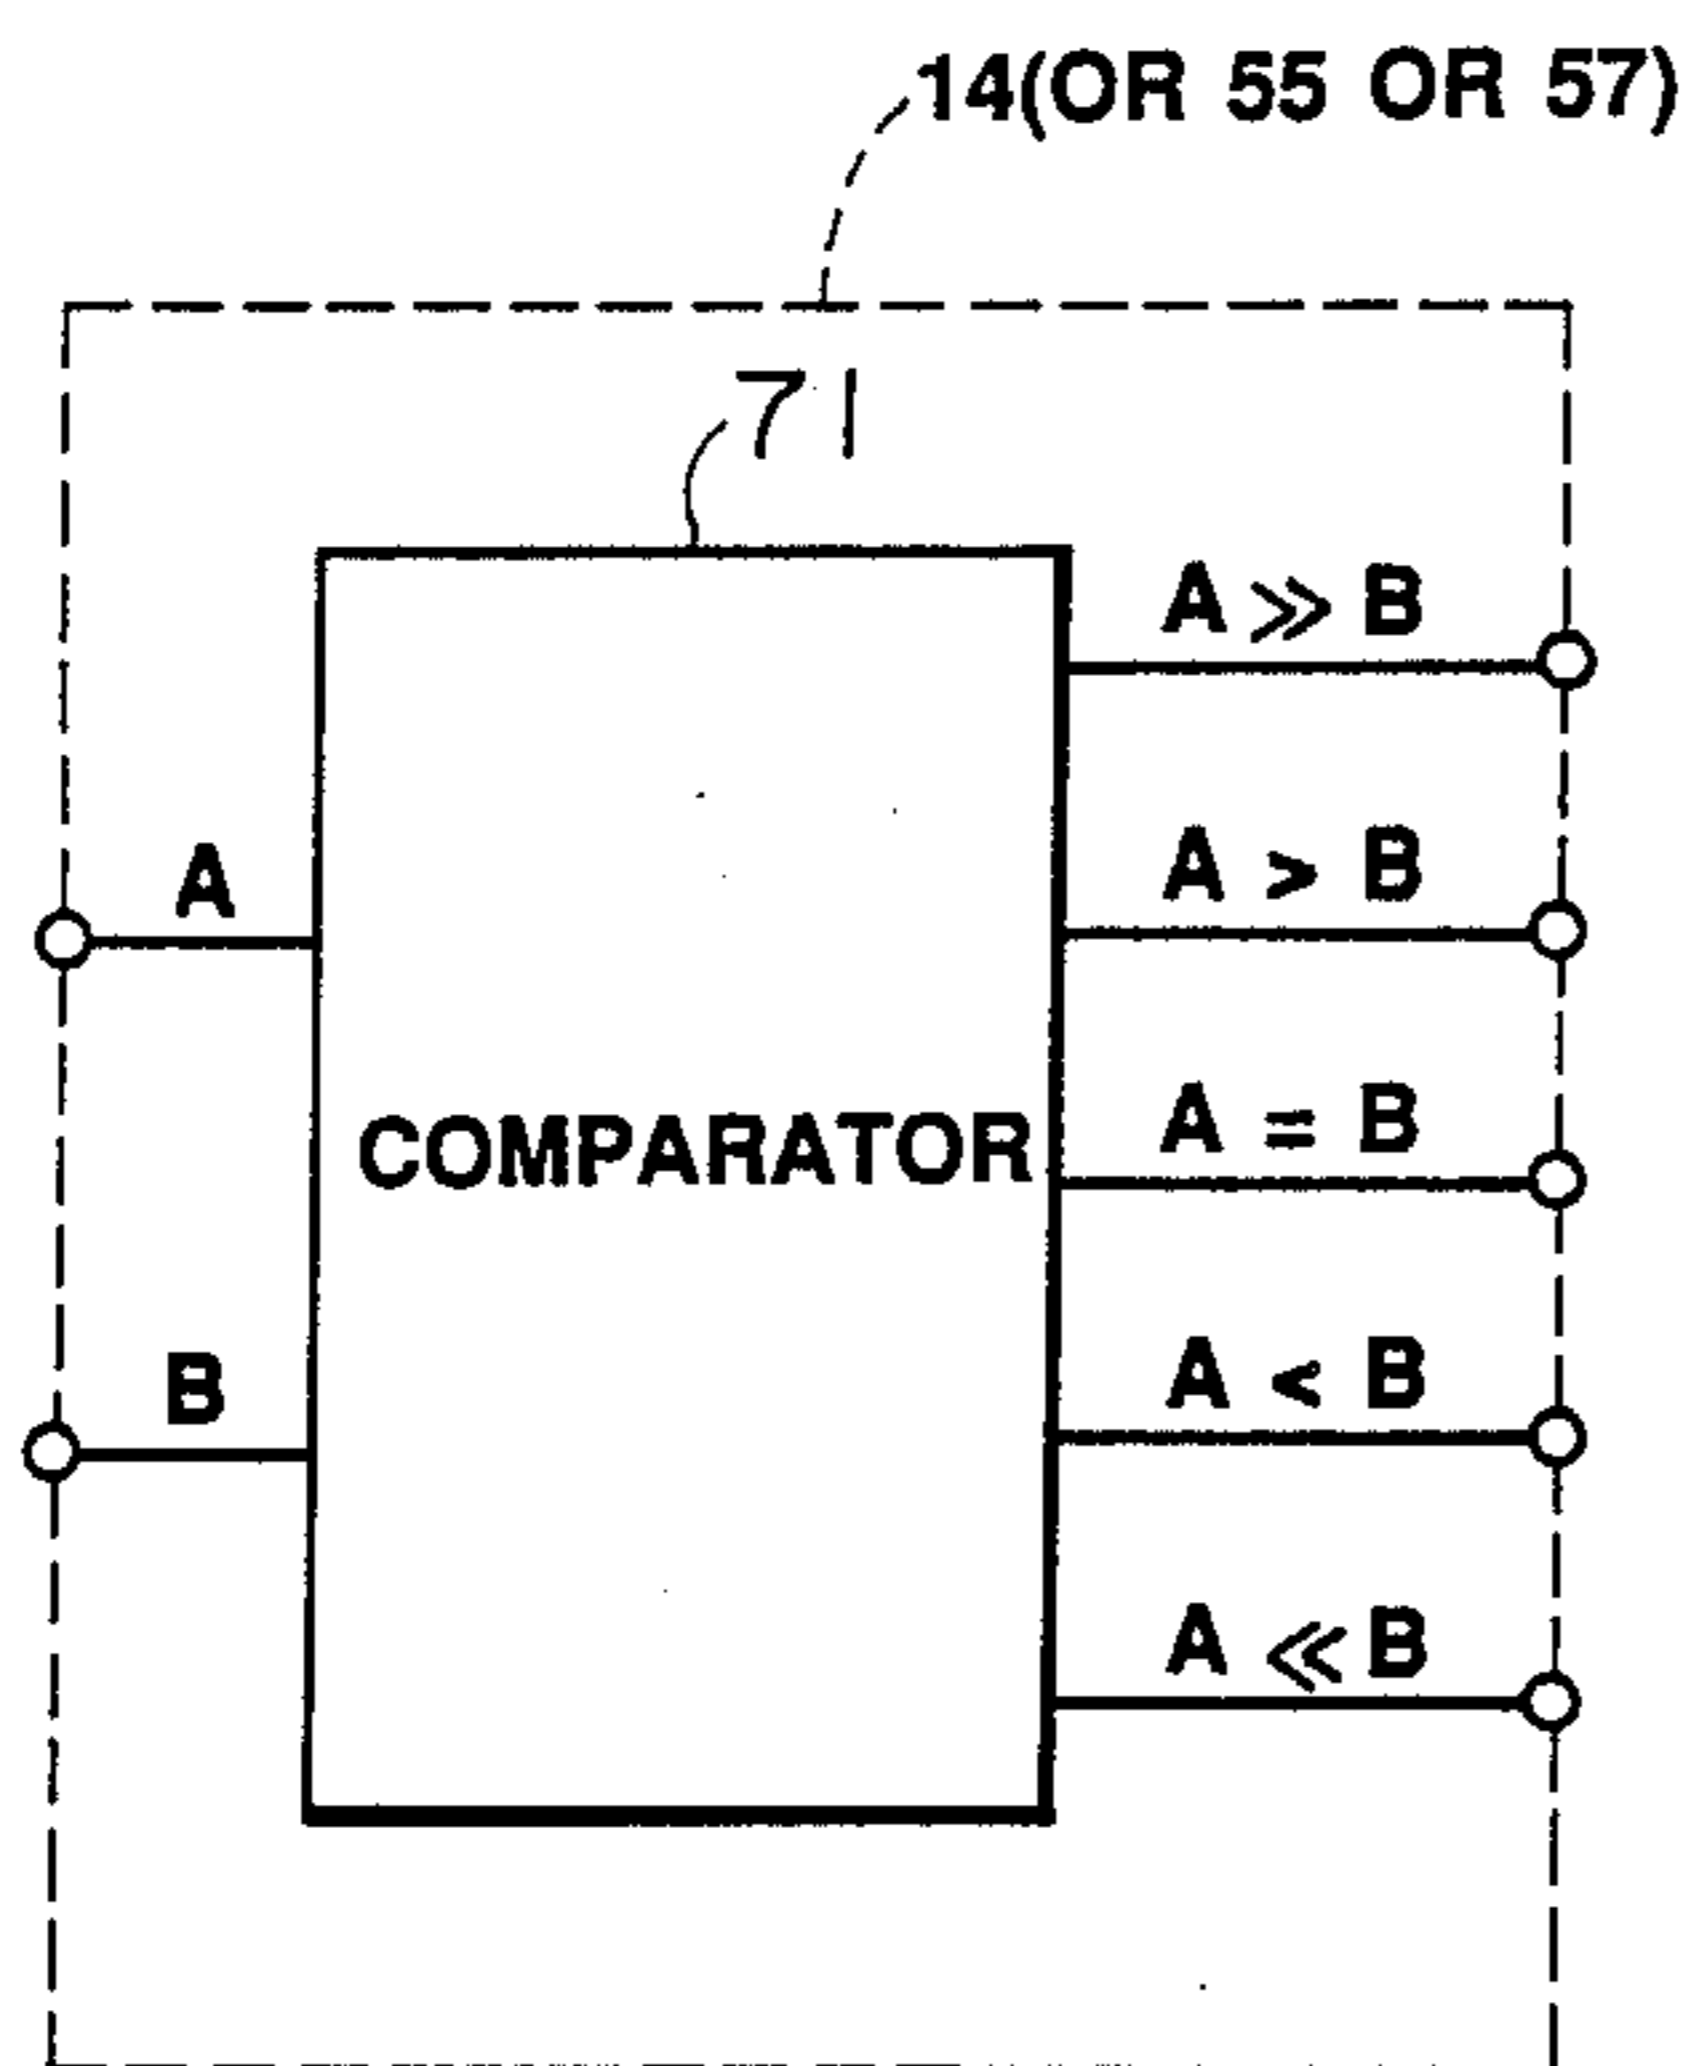 14(OR 55 OR 57)
71
A ≫ B
A > B
A
A = B
COMPARATOR
A < B
B
A ≪ B